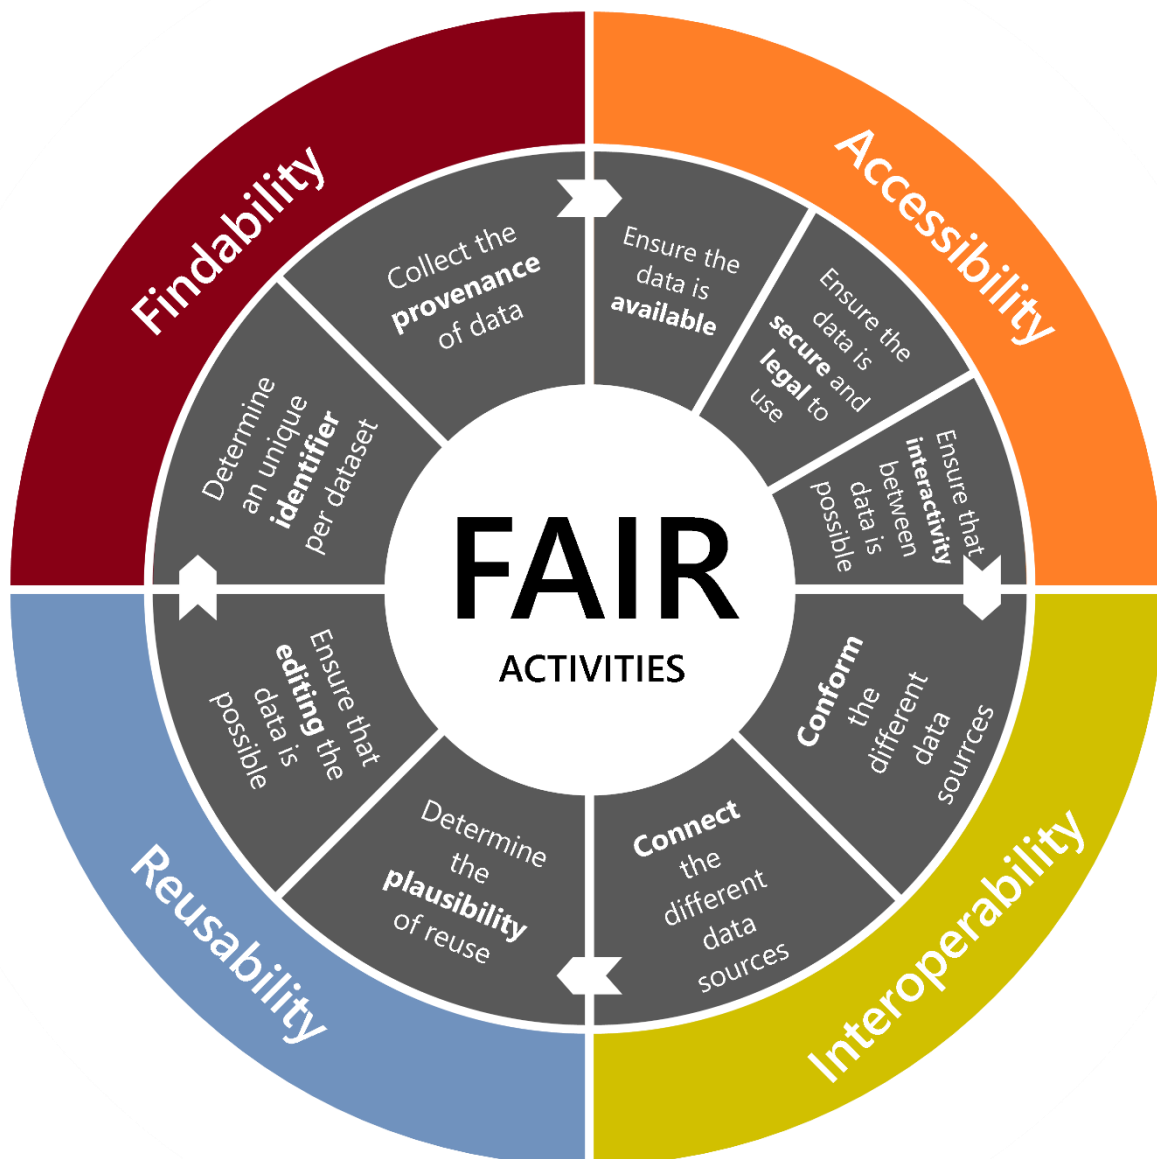 Findability
Determine
an unique
identifier
per dataset
Collect the
provenance
of data
Accessibility
Ensure the
data is
available
Ensure the
data is
secure and
legal to
use
Ensure that
interactivity
between
data is
possible
Interoperability
Conform
the
different
data
sourrces
Connect
the
different
data
sources
Reusability
Determine
the
plausibility
of reuse
Ensure that
editing the
data is
possible
FAIR
ACTIVITIES